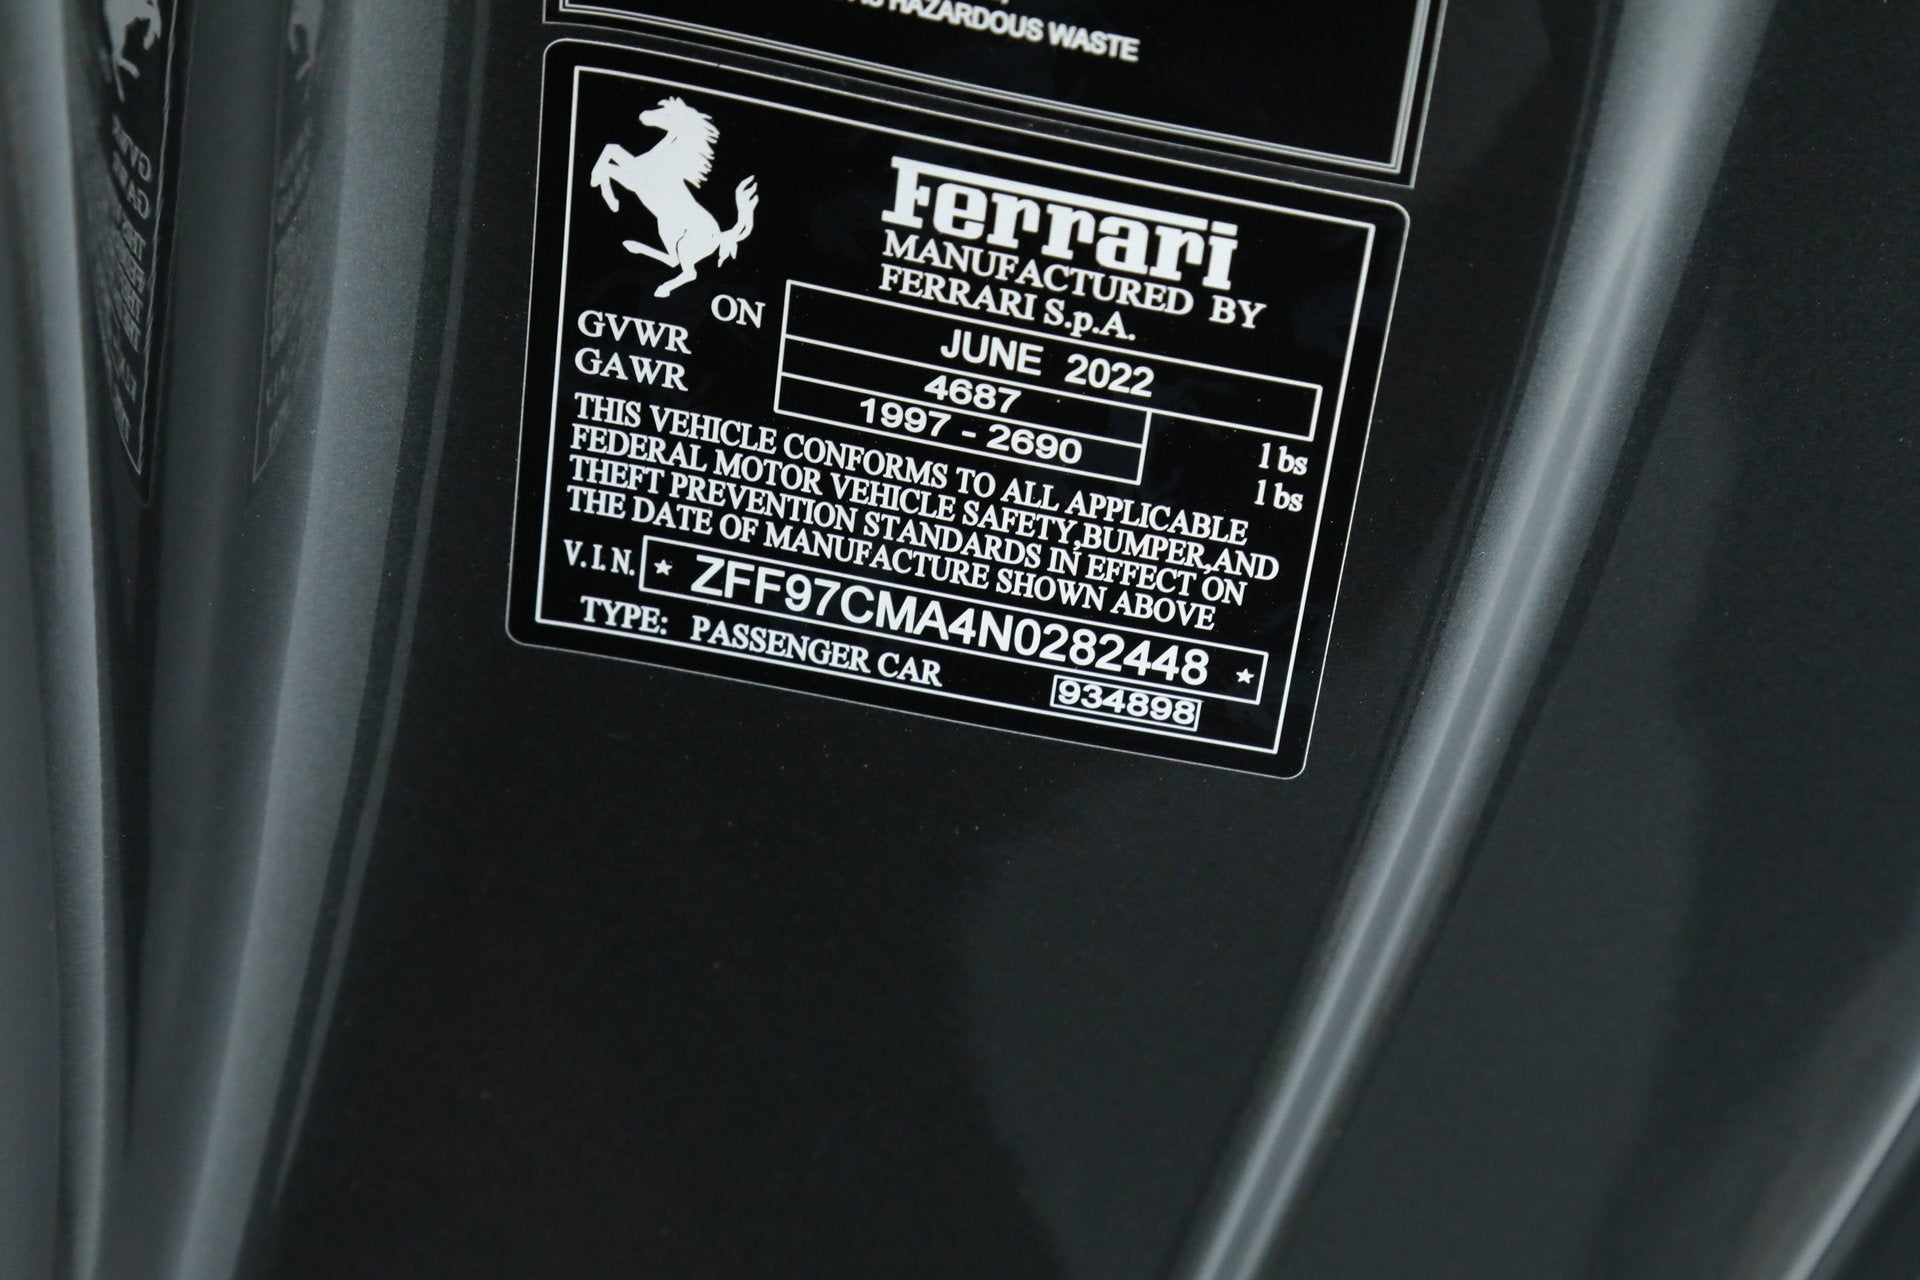 HAZARDOUS WASTE
Ferrari
MANUFACTURED BY
FERRARI S.p.A.
ON JUNE 2022
GVWR 4687 lbs
GAWR 1997 - 2690 lbs
THIS VEHICLE CONFORMS TO ALL APPLICABLE
FEDERAL MOTOR VEHICLE SAFETY,BUMPER,AND
THEFT PREVENTION STANDARDS IN EFFECT ON
THE DATE OF MANUFACTURE SHOWN ABOVE
V.I.N. * ZFF97CMA4N0282448 *
TYPE: PASSENGER CAR
934898